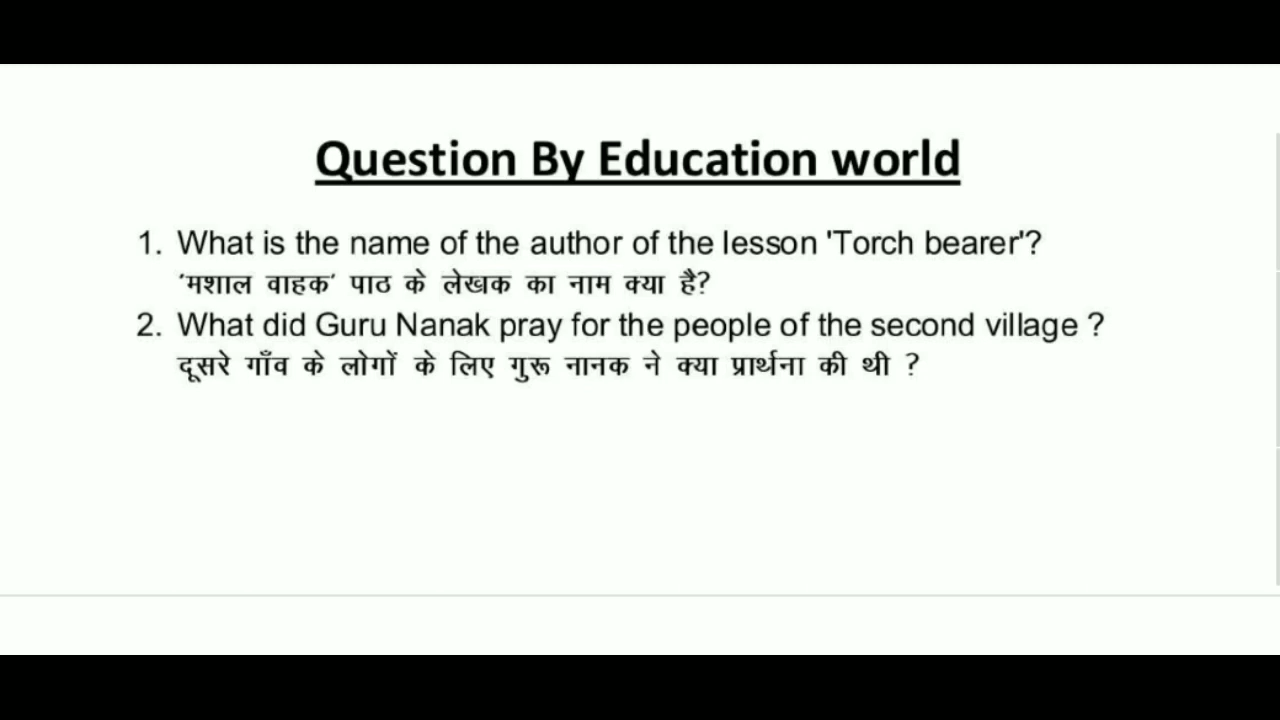 Question By Education world
1. What is the name of the author of the lesson 'Torch bearer'?
'मशाल वाहक' पाठ के लेखक का नाम क्या है?
2. What did Guru Nanak pray for the people of the second village ?
दूसरे गाँव के लोगों के लिए गुरू नानक ने क्या प्रार्थना की थी ?